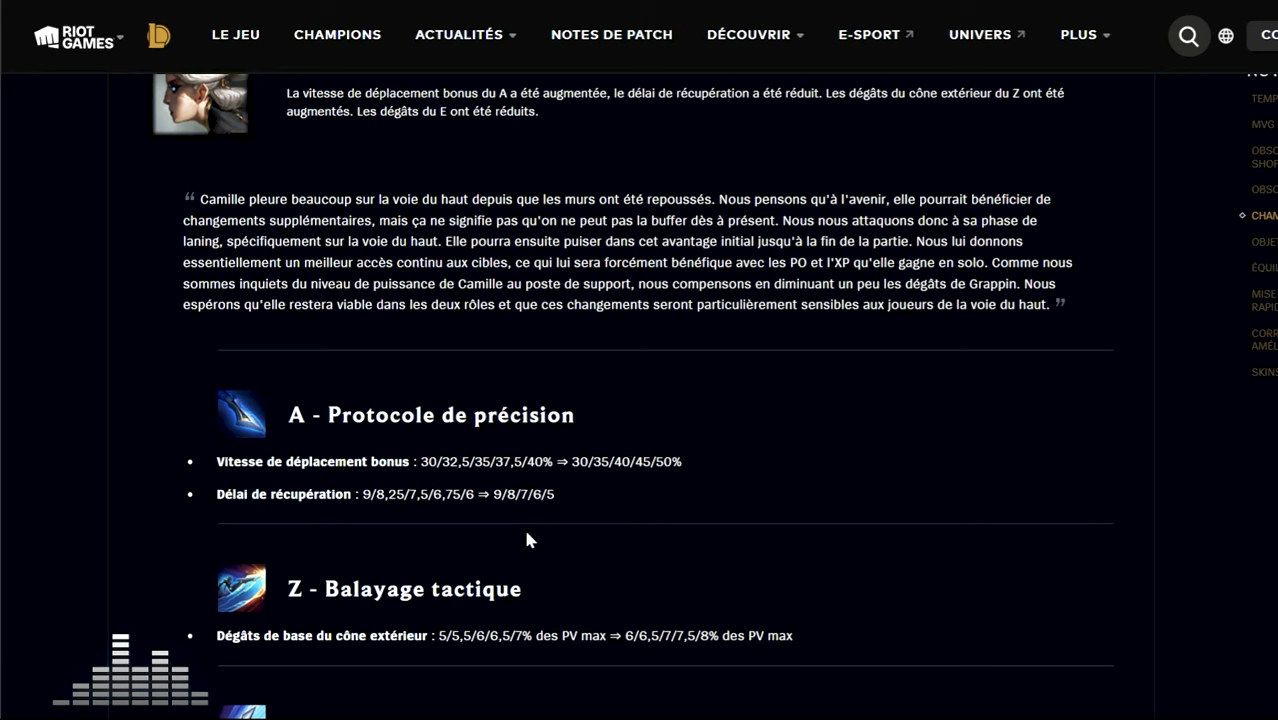 RIOT GAMES
LE JEU CHAMPIONS ACTUALITÉS NOTES DE PATCH DÉCOUVRIR E-SPORT UNIVERS PLUS CO
La vitesse de déplacement bonus du A a été augmentée, le délai de récupération a été réduit. Les dégâts du cône extérieur du Z ont été
augmentés. Les dégâts du E ont été réduits.
“ Camille pleure beaucoup sur la voie du haut depuis que les murs ont été repoussés. Nous pensons qu'à l'avenir, elle pourrait bénéficier de
changements supplémentaires, mais ça ne signifie pas qu'on ne peut pas la buffer dès à présent. Nous nous attaquons donc à sa phase de
laning, spécifiquement sur la voie du haut. Elle pourra ensuite puiser dans cet avantage initial jusqu'à la fin de la partie. Nous lui donnons
essentiellement un meilleur accès continu aux cibles, ce qui lui sera forcément bénéfique avec les PO et l'XP qu'elle gagne en solo. Comme nous
sommes inquiets du niveau de puissance de Camille au poste de support, nous compensons en diminuant un peu les dégâts de Grappin. Nous
espérons qu'elle restera viable dans les deux rôles et que ces changements seront particulièrement sensibles aux joueurs de la voie du haut. ”
A - Protocole de précision
• Vitesse de déplacement bonus : 30/32,5/35/37,5/40% ⇒ 30/35/40/45/50%
• Délai de récupération : 9/8,25/7,5/6,75/6 ⇒ 9/8/7/6/5
Z - Balayage tactique
• Dégâts de base du cône extérieur : 5/5,5/6/6,5/7% des PV max ⇒ 6/6,5/7/7,5/8% des PV max
TEMP
MVG
OBSC
SHOP
OBSC
CHAM
OBJE
ÉQUIL
MISE
RAPID
CORR
AMÉL
SKINS